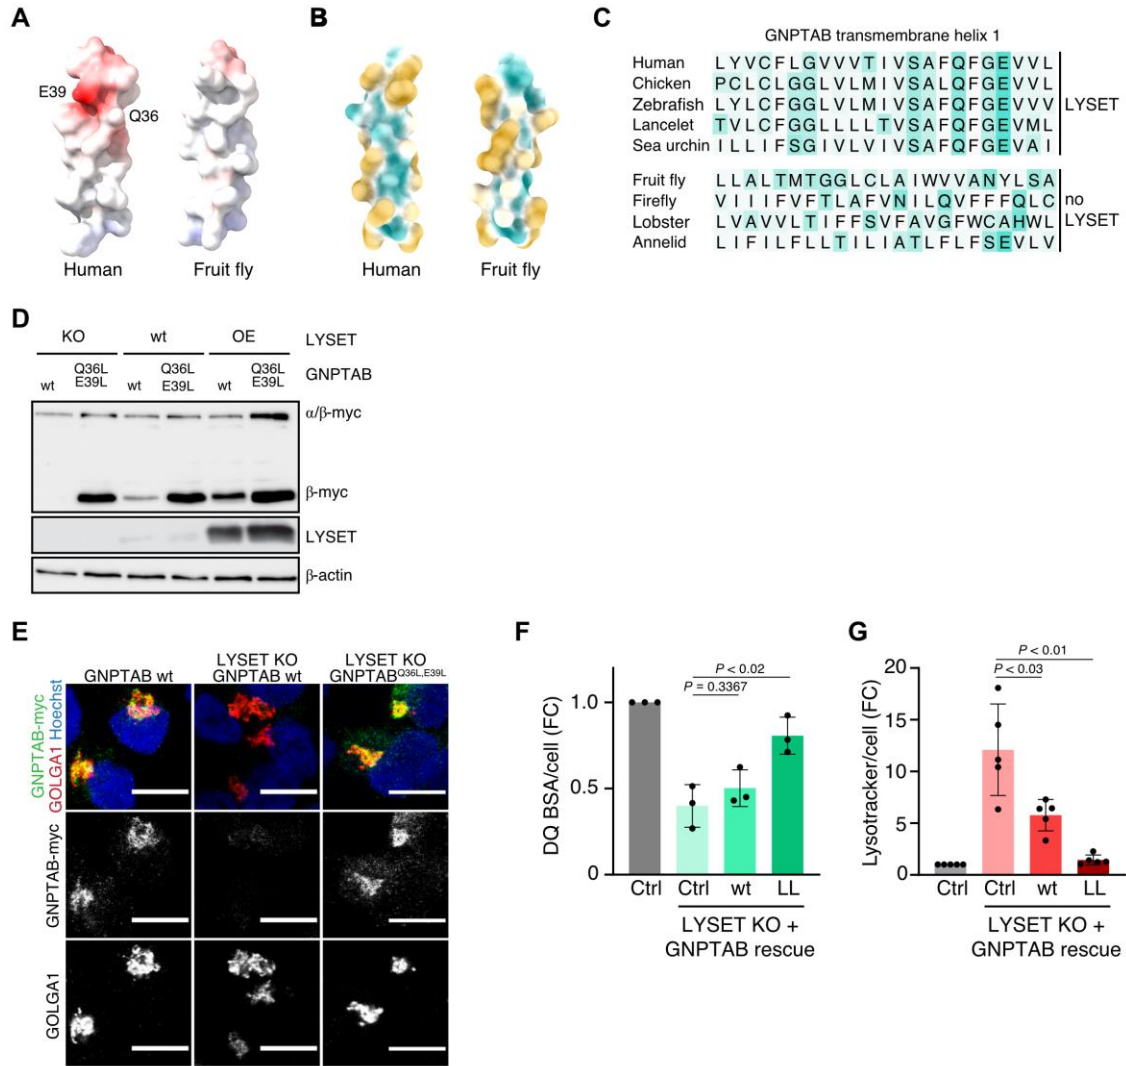 A
E39
Q36
Human
Fruit fly
B
Human
Fruit fly
C
GNPTAB transmembrane helix 1
Human L Y V C F L G V V V T I V S A F Q F G E V V L
Chicken P C L C L G G L V L M I V S A L Q F G E V V L
Zebrafish L Y L C F G G L V L M I V S A F Q F G E V V V
Lancelet T V L C F G G L L L L T V S A F Q F G E V M L
Sea urchin I L L I F S G I V L V I V S A F Q F G E V A I
LYSET
Fruit fly L L A L T M T G G L C L A I W V V A N Y L S A
Firefly V I I I F V F T L A F V N I L Q V F F F Q L C
Lobster L V A V V L T I F F S V F A V G F W C A H W L
Annelid L I F I L F L L T I L I A T L F L F S E V L V
no
LYSET
D
KO wt OE LYSET
wt Q36L E39L wt Q36L E39L wt Q36L E39L GNPTAB
α/β-myc
β-myc
LYSET
β-actin
E
GNPTAB wt
LYSET KO
GNPTAB wt
LYSET KO
GNPTABQ36L,E39L
GNPTAB-myc
GOLGA1 Hoechst
GNPTAB-myc
GOLGA1
F
DQ BSA/cell (FC)
1.0
0.5
0
P < 0.02
P = 0.3367
Ctrl Ctrl wt LL
LYSET KO +
GNPTAB rescue
G
Lysotracker/cell (FC)
20
15
10
5
0
P < 0.01
P < 0.03
Ctrl Ctrl wt LL
LYSET KO +
GNPTAB rescue